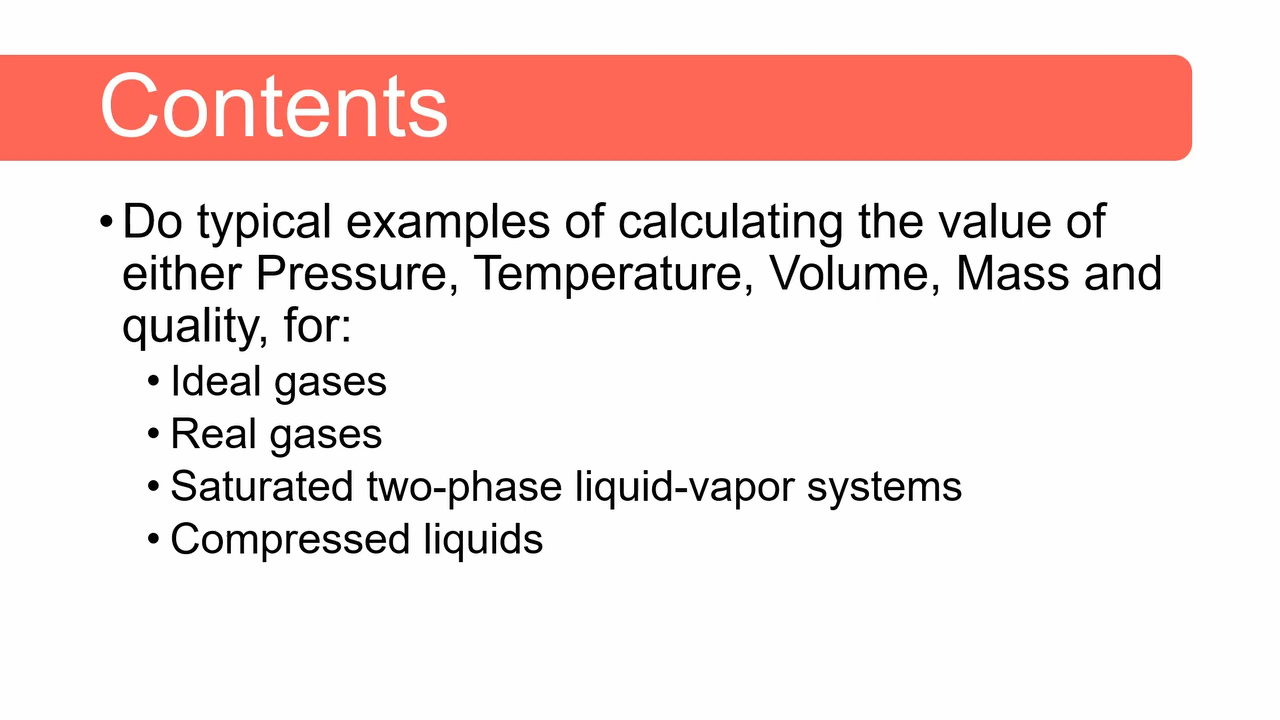 Contents
• Do typical examples of calculating the value of
either Pressure, Temperature, Volume, Mass and
quality, for:
• Ideal gases
• Real gases
• Saturated two-phase liquid-vapor systems
• Compressed liquids